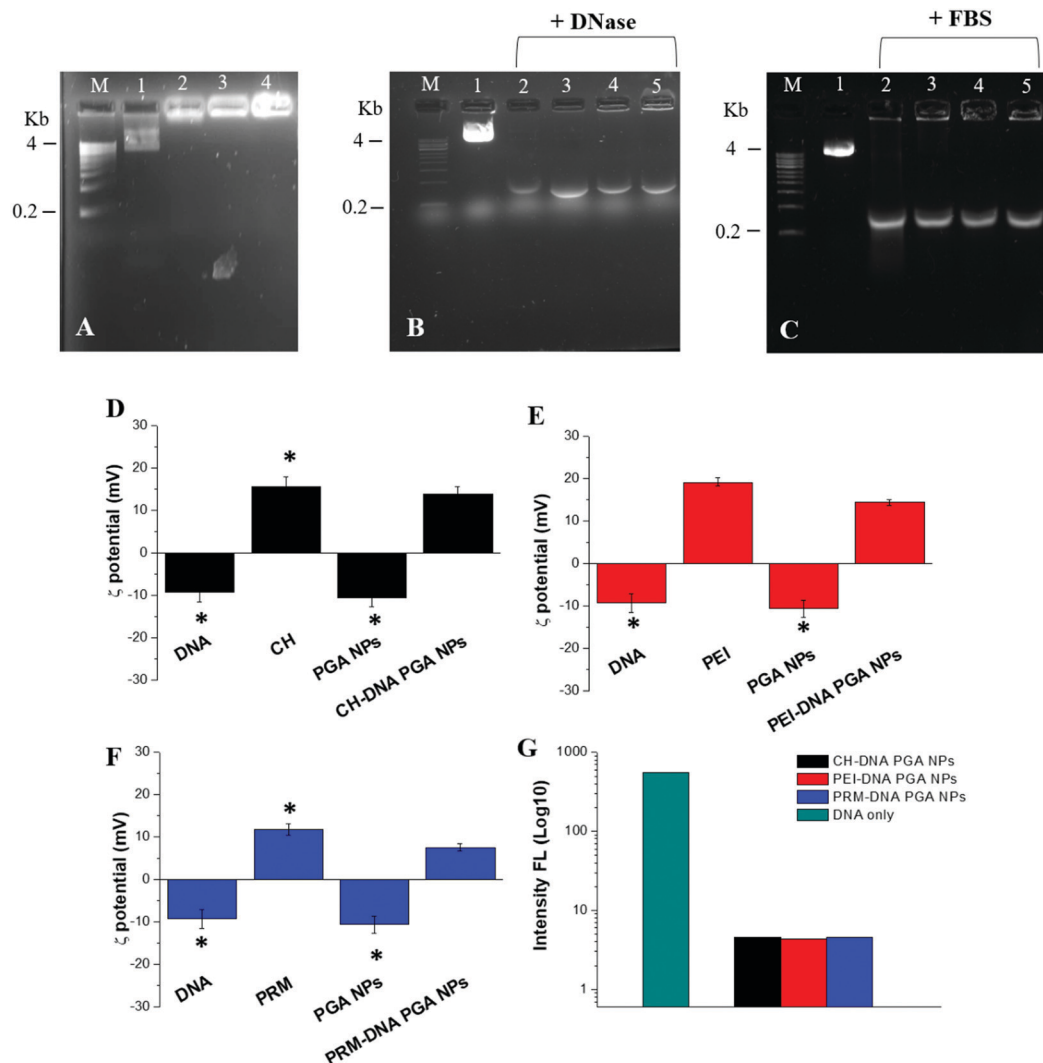 + DNase
+ FBS
M 1 2 3 4
Kb
4
0.2
A
M 1 2 3 4 5
Kb
4
0.2
B
M 1 2 3 4 5
Kb
4
0.2
C
D
ζ potential (mV)
30
20
10
0
-10
-20
-30
*
*
*
DNA
CH
PGA NPs
CH-DNA PGA NPs
E
ζ potential (mV)
30
20
10
0
-10
-20
-30
*
*
DNA
PEI
PGA NPs
PEI-DNA PGA NPs
F
ζ potential (mV)
30
20
10
0
-10
-20
-30
*
*
*
DNA
PRM
PGA NPs
PRM-DNA PGA NPs
G
Intensity FL (Log10)
1000
100
10
1
CH-DNA PGA NPs
PEI-DNA PGA NPs
PRM-DNA PGA NPs
DNA only